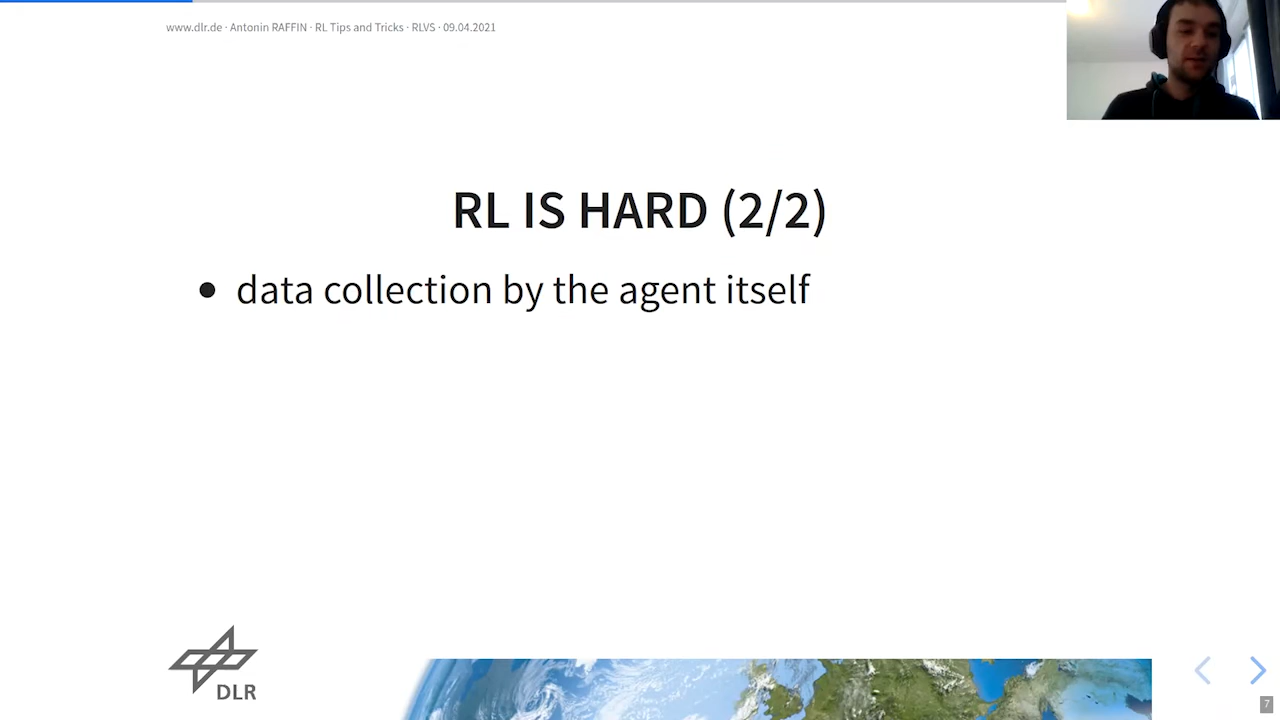 www.dlr.de · Antonin RAFFIN · RL Tips and Tricks · RLVS · 09.04.2021
RL IS HARD (2/2)
• data collection by the agent itself
DLR
7